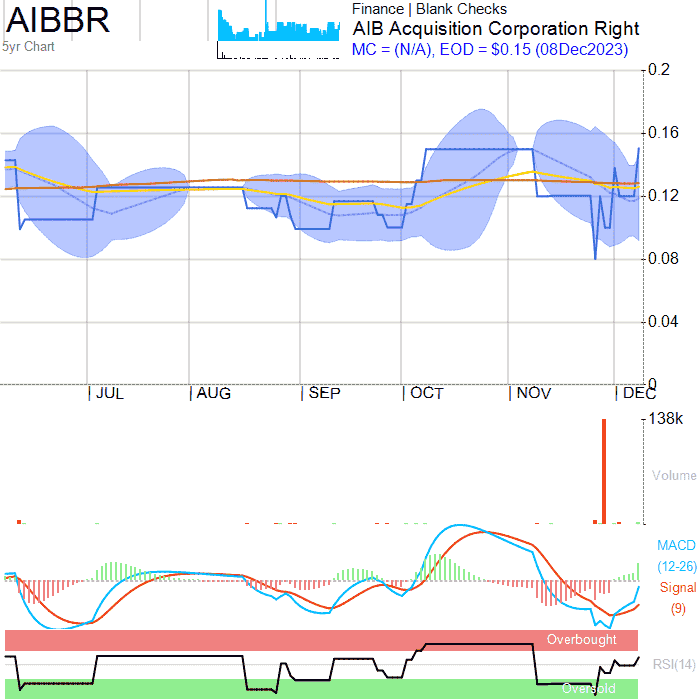 AIBBR
5yr Chart
Finance | Blank Checks
AIB Acquisition Corporation Right
MC = (N/A), EOD = $0.15 (08Dec2023)
0.2
0.16
0.12
0.08
0.04
0
JUL AUG SEP OCT NOV DEC
138k
Volume
MACD
(12-26)
Signal
(9)
Overbought
RSI(14)
Oversold